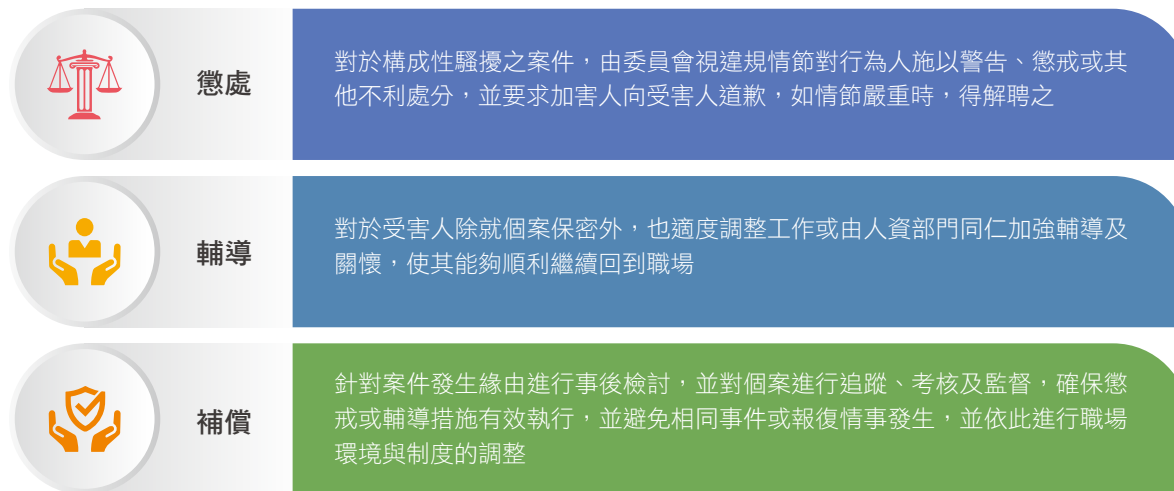 懲處
對於構成性騷擾之案件，由委員會視違規情節對行為人施以警告、懲戒或其
他不利處分，並要求加害人向受害人道歉，如情節嚴重時，得解聘之
輔導
對於受害人除就個案保密外，也適度調整工作或由人資部門同仁加強輔導及
關懷，使其能夠順利繼續回到職場
補償
針對案件發生緣由進行事後檢討，並對個案進行追蹤、考核及監督，確保懲
戒或輔導措施有效執行，並避免相同事件或報復情事發生，並依此進行職場
環境與制度的調整